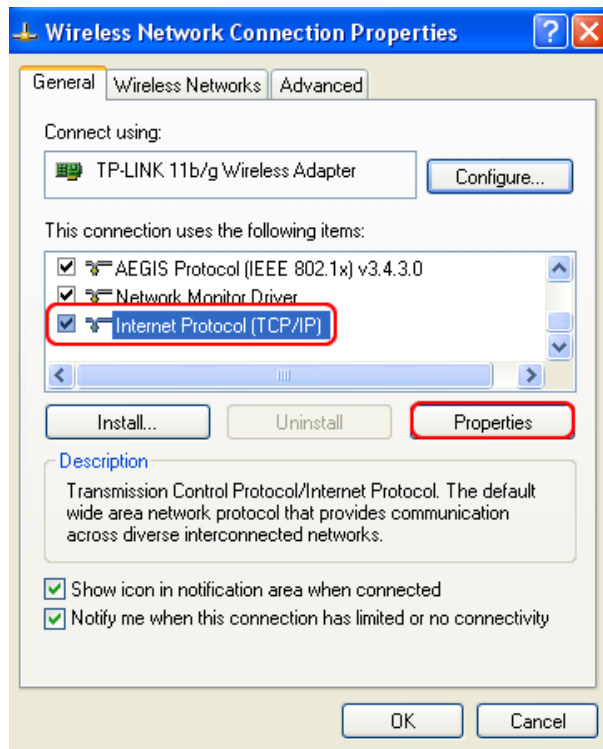 Wireless Network Connection Properties
General Wireless Networks Advanced
Connect using:
TP-LINK 11b/g Wireless Adapter Configure...
This connection uses the following items:
AEGIS Protocol (IEEE 802.1x) v3.4.3.0
Network Monitor Driver
Internet Protocol (TCP/IP)
Install... Uninstall Properties
Description
Transmission Control Protocol/Internet Protocol. The default
wide area network protocol that provides communication
across diverse interconnected networks.
Show icon in notification area when connected
Notify me when this connection has limited or no connectivity
OK Cancel